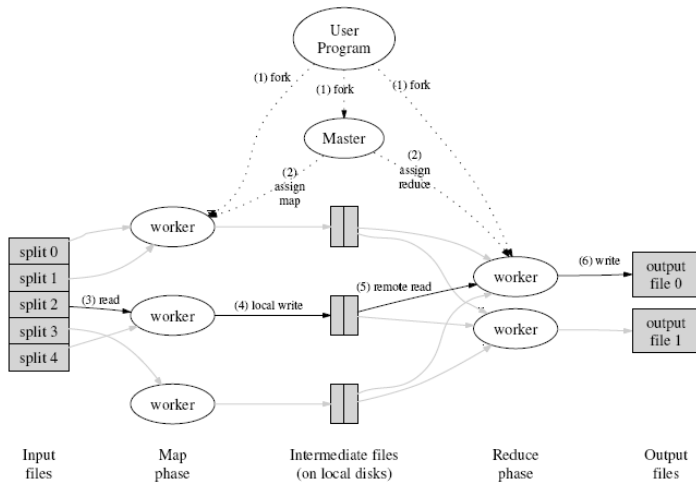 User
Program
(1) fork
(1) fork
(1) fork
Master
(2)
assign
map
(2)
assign
reduce
worker
split 0
split 1
split 2
split 3
split 4
(3) read
worker
(4) local write
(5) remote read
worker
(6) write
output
file 0
worker
output
file 1
worker
Input
files
Map
phase
Intermediate files
(on local disks)
Reduce
phase
Output
files